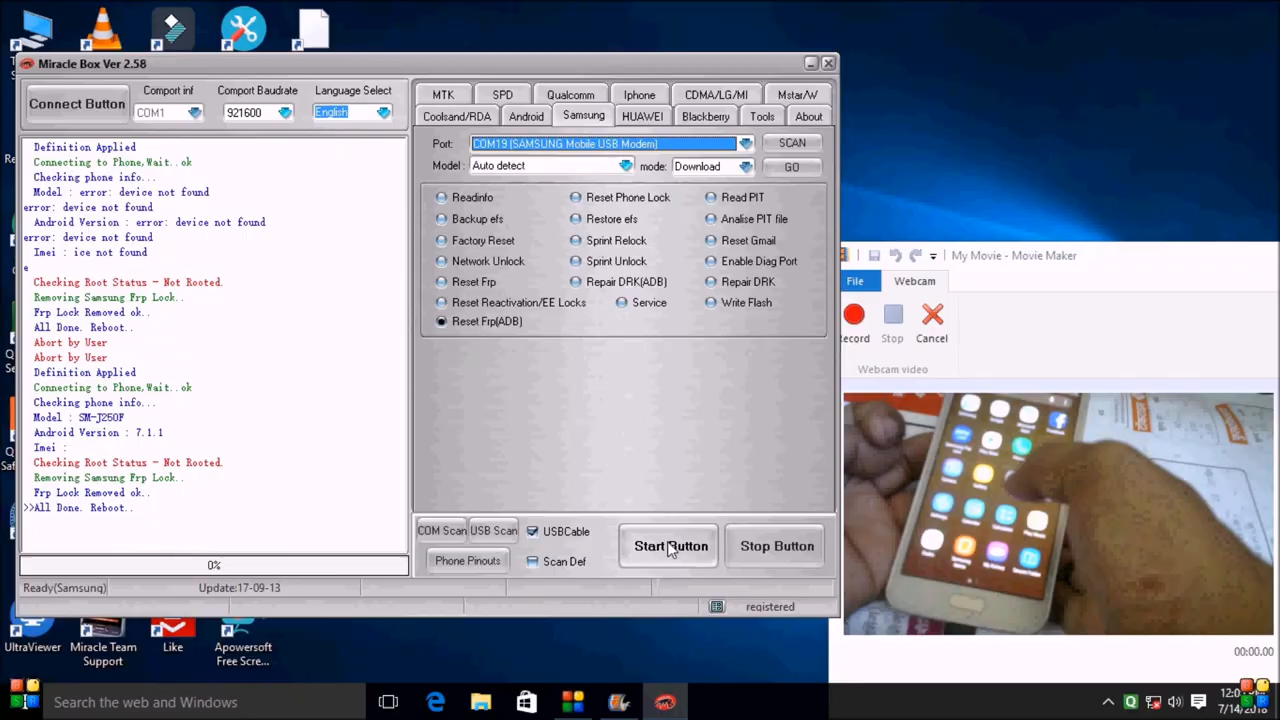 Miracle Box Ver 2.58
Connect Button
Comport inf
Comport Baudrate
Language Select
COM1
921600
English
MTK
SPD
Qualcomm
Iphone
CDMA/LG/MI
Mstar/W
Coolsand/RDA
Android
Samsung
HUAWEI
Blackberry
Tools
About
Port:
COM19 (SAMSUNG Mobile USB Modem)
SCAN
Model :
Auto detect
mode:
Download
GO
Readinfo
Reset Phone Lock
Read PIT
Backup efs
Restore efs
Analise PIT file
Factory Reset
Sprint Relock
Reset Gmail
Network Unlock
Sprint Unlock
Enable Diag Port
Reset Frp
Repair DRK(ADB)
Repair DRK
Reset Reactivation/EE Locks
Service
Write Flash
Reset Frp(ADB)
Definition Applied
Connecting to Phone,Wait..ok
Checking phone info...
Model : error: device not found
error: device not found
Android Version : error: device not found
error: device not found
Imei : ice not found
e
Checking Root Status - Not Rooted.
Removing Samsung Frp Lock..
Frp Lock Removed ok..
All Done. Reboot..
Abort by User
Abort by User
Definition Applied
Connecting to Phone,Wait..ok
Checking phone info...
Model : SM-J250F
Android Version : 7.1.1
Imei :
Checking Root Status - Not Rooted.
Removing Samsung Frp Lock..
Frp Lock Removed ok..
>>All Done. Reboot..
0%
COM Scan
USB Scan
USBCable
Phone Pinouts
Scan Def
Start Button
Stop Button
Ready(Samsung)
Update:17-09-13
registered
My Movie - Movie Maker
File
Webcam
ecord
Stop
Cancel
Webcam video
00:00.00
UltraViewer
Miracle Team
Support
Like
Apowersoft
Free Scre...
Search the web and Windows